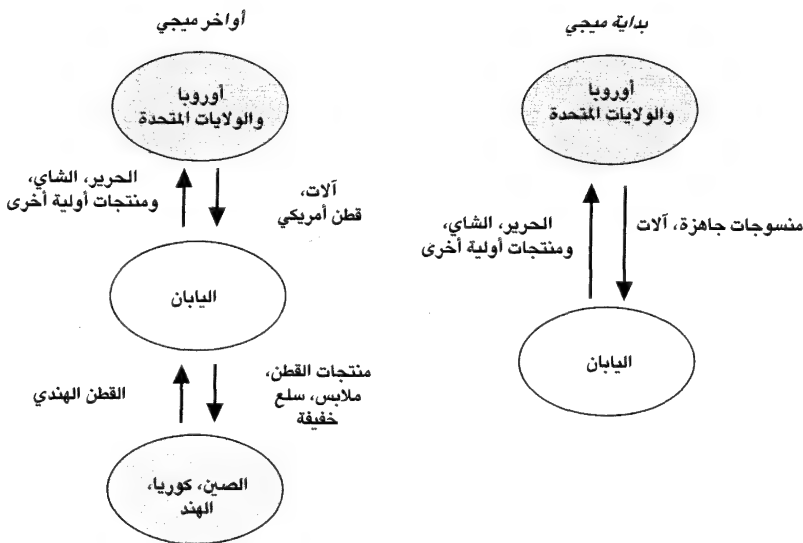 بداية ميجي
أوروبا
والولايات المتحدة
منسوجات جاهزة، آلات
الحرير، الشاي،
ومنتجات أولية أخرى
اليابان
أواخر ميجي
أوروبا
والولايات المتحدة
آلات،
قطن أمريكي
الحرير، الشاي،
ومنتجات أولية أخرى
اليابان
منتجات القطن،
ملابس، سلع
خفيفة
القطن الهندي
الصين، كوريا،
الهند